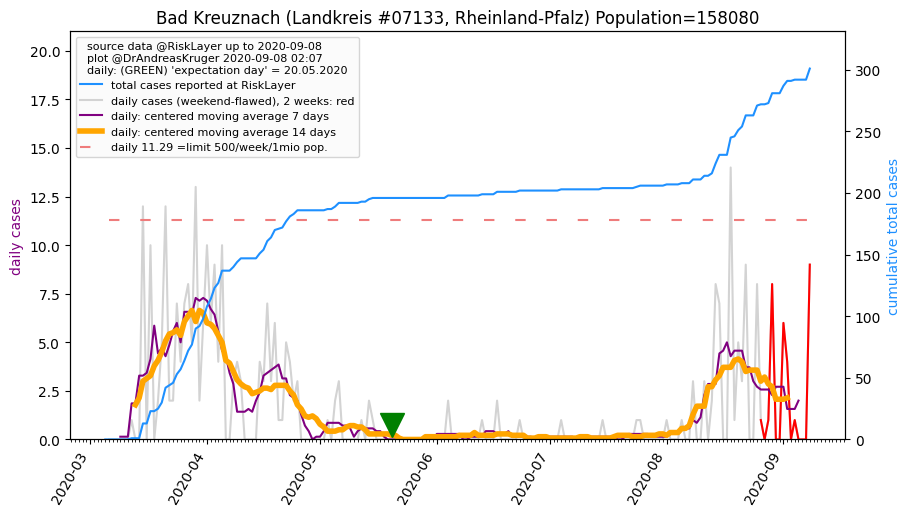 Bad Kreuznach (Landkreis #07133, Rheinland-Pfalz) Population=158080
source data @RiskLayer up to 2020-09-08
plot @DrAndreasKruger 2020-09-08 02:07
daily: (GREEN) 'expectation day' = 20.05.2020
total cases reported at RiskLayer
daily cases (weekend-flawed), 2 weeks: red
daily: centered moving average 7 days
daily: centered moving average 14 days
daily 11.29 =limit 500/week/1mio pop.
daily cases
20.0
17.5
15.0
12.5
10.0
7.5
5.0
2.5
0.0
cumulative total cases
300
250
200
150
100
50
0
2020-03
2020-04
2020-05
2020-06
2020-07
2020-08
2020-09